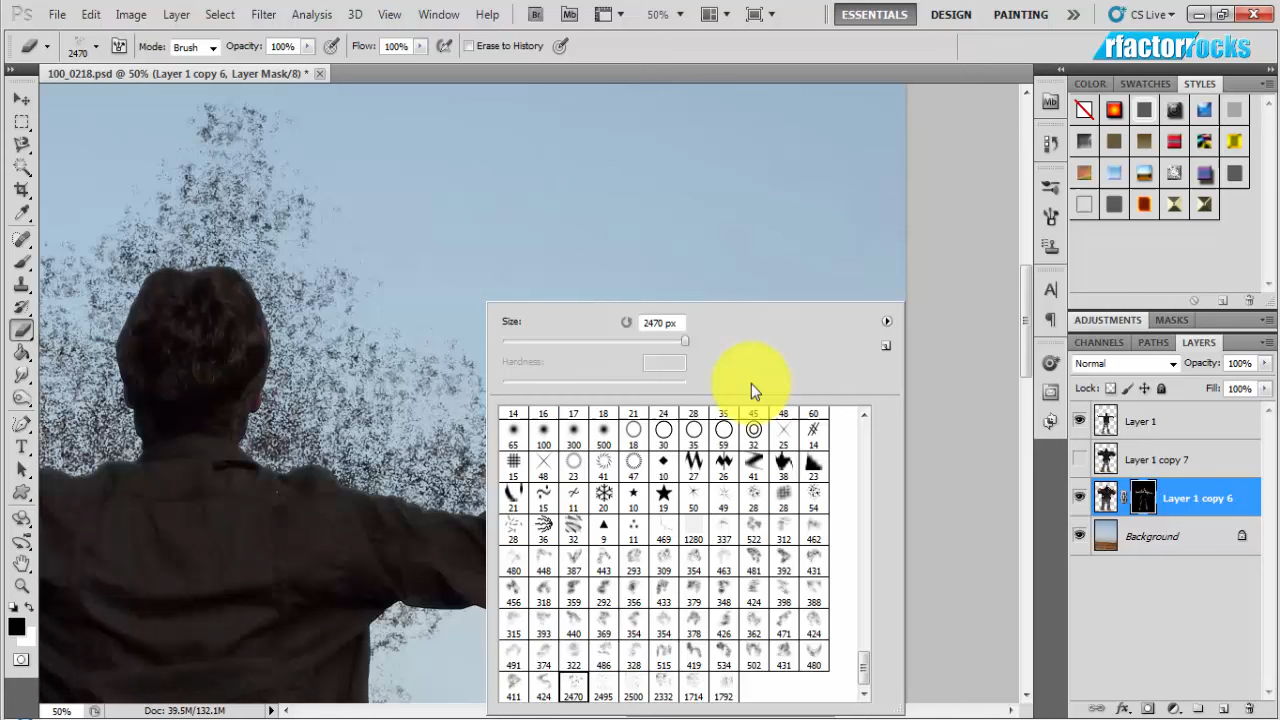 Ps File Edit Image Layer Select Filter Analysis 3D View Window Help Br Mb 50% ESSENTIALS DESIGN PAINTING CS Live
2470 Mode: Brush Opacity: 100% Flow: 100% Erase to History rfactorrocks
100_0218.psd @ 50% (Layer 1 copy 6, Layer Mask/8) *
COLOR SWATCHES STYLES
Mb
Size: 2470 px
Hardness:
ADJUSTMENTS MASKS
CHANNELS PATHS LAYERS
Normal Opacity: 100%
Lock: Fill: 100%
Layer 1
Layer 1 copy 7
Layer 1 copy 6
Background
14 16 17 18 21 24 28 35 45 48 60
65 100 300 500 18 30 35 59 32 25 14
15 48 23 41 47 10 27 26 41 38 23
21 15 11 20 10 19 50 49 28 28 54
28 36 32 9 11 469 1280 337 522 312 462
480 448 387 443 293 309 354 463 481 392 431
456 318 359 292 356 433 379 348 424 398 388
315 393 440 369 354 354 378 426 362 471 424
491 374 322 486 328 515 419 534 502 431 480
411 424 2470 2495 2500 2332 1714 1792
50% Doc: 39.5M/132.1M